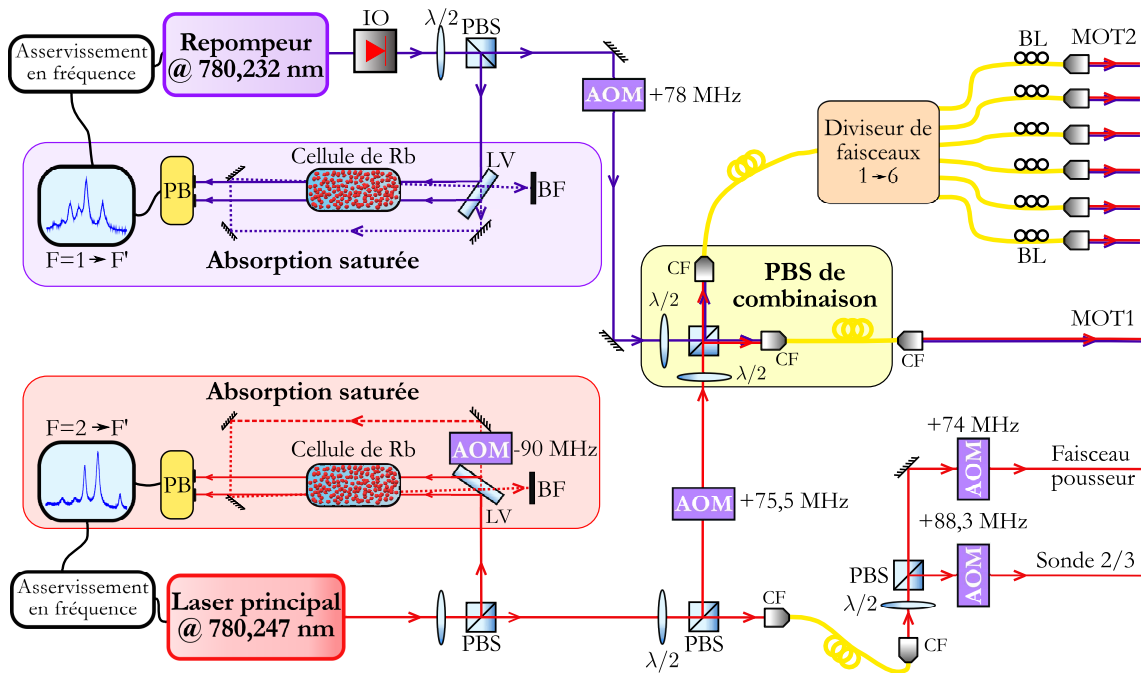 IO
λ/2
PBS
Asservissement
en fréquence
Repompeur
@ 780,232 nm
AOM
+78 MHz
BL
MOT2
Diviseur de
faisceaux
1→6
BL
Cellule de Rb
LV
PB
BF
F=1→F'
Absorption saturée
CF
PBS de
combinaison
λ/2
CF
CF
MOT1
λ/2
Absorption saturée
F=2→F'
Cellule de Rb
AOM
-90 MHz
PB
BF
LV
AOM
+75,5 MHz
+74 MHz
AOM
Faisceau
pousseur
+88,3 MHz
AOM
Sonde 2/3
PBS
λ/2
Asservissement
en fréquence
Laser principal
@ 780,247 nm
λ/2
PBS
λ/2
PBS
CF
CF